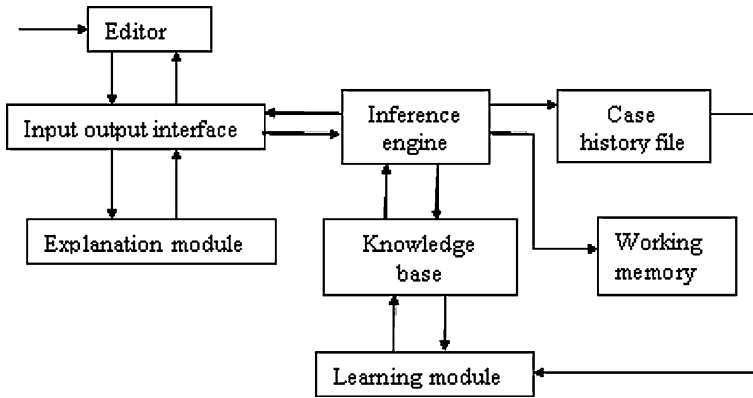 Editor
Input output interface
Inference
engine
Case
history file
Explanation module
Knowledge
base
Working
memory
Learning module